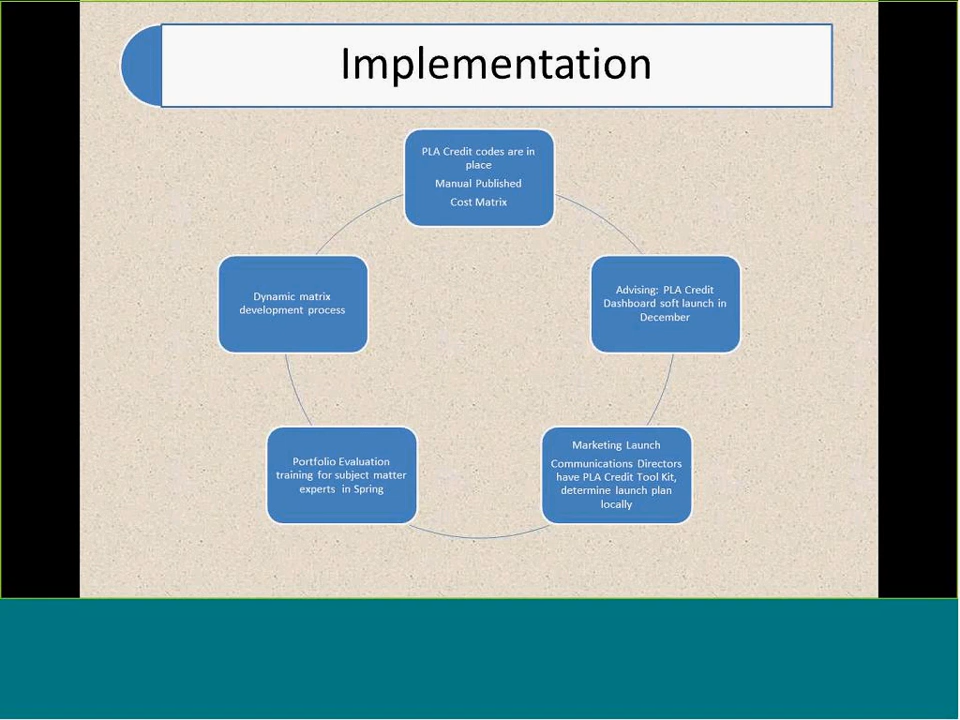 Implementation
PLA Credit codes are in
place
Manual Published
Cost Matrix
Advising: PLA Credit
Dashboard soft launch in
December
Marketing Launch
Communications Directors
have PLA Credit Tool Kit,
determine launch plan
locally
Portfolio Evaluation
training for subject matter
experts in Spring
Dynamic matrix
development process